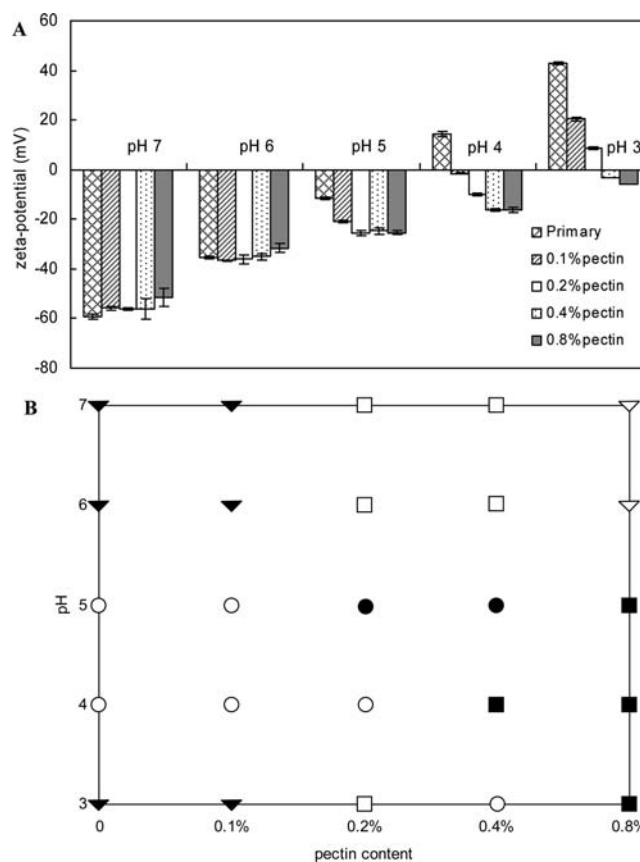 A
zeta-potential (mV)
60
40
20
0
-20
-40
-60
-80
pH 7
pH 6
pH 5
pH 4
pH 3
Primary
0.1%pectin
0.2%pectin
0.4%pectin
0.8%pectin
B
pH
7
6
5
4
3
0
0.1%
0.2%
0.4%
0.8%
pectin content